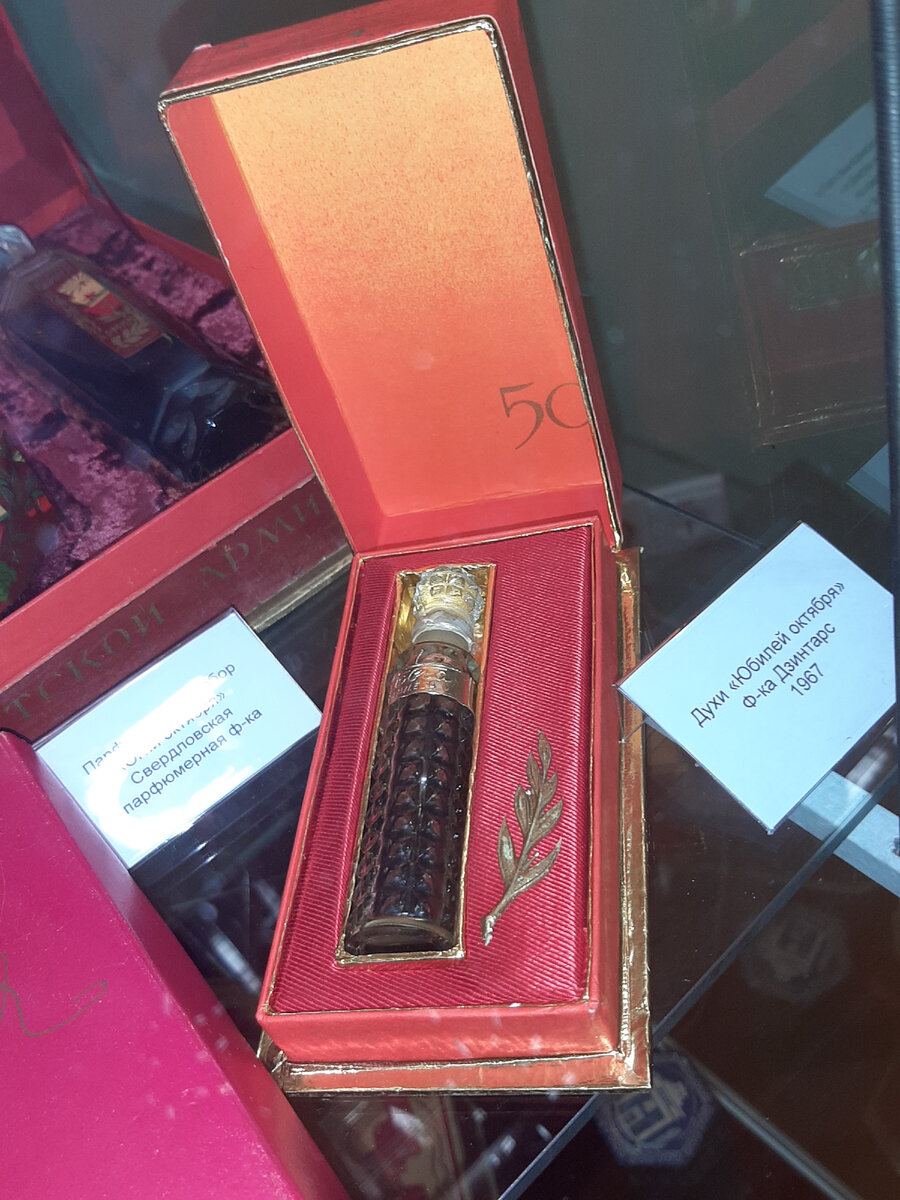 50
ТСКОЙ АРМИ
Духи «Юбилей октября»
Ф-ка Дзинтарс
1967
Свердловская
парфюмерная ф-ка